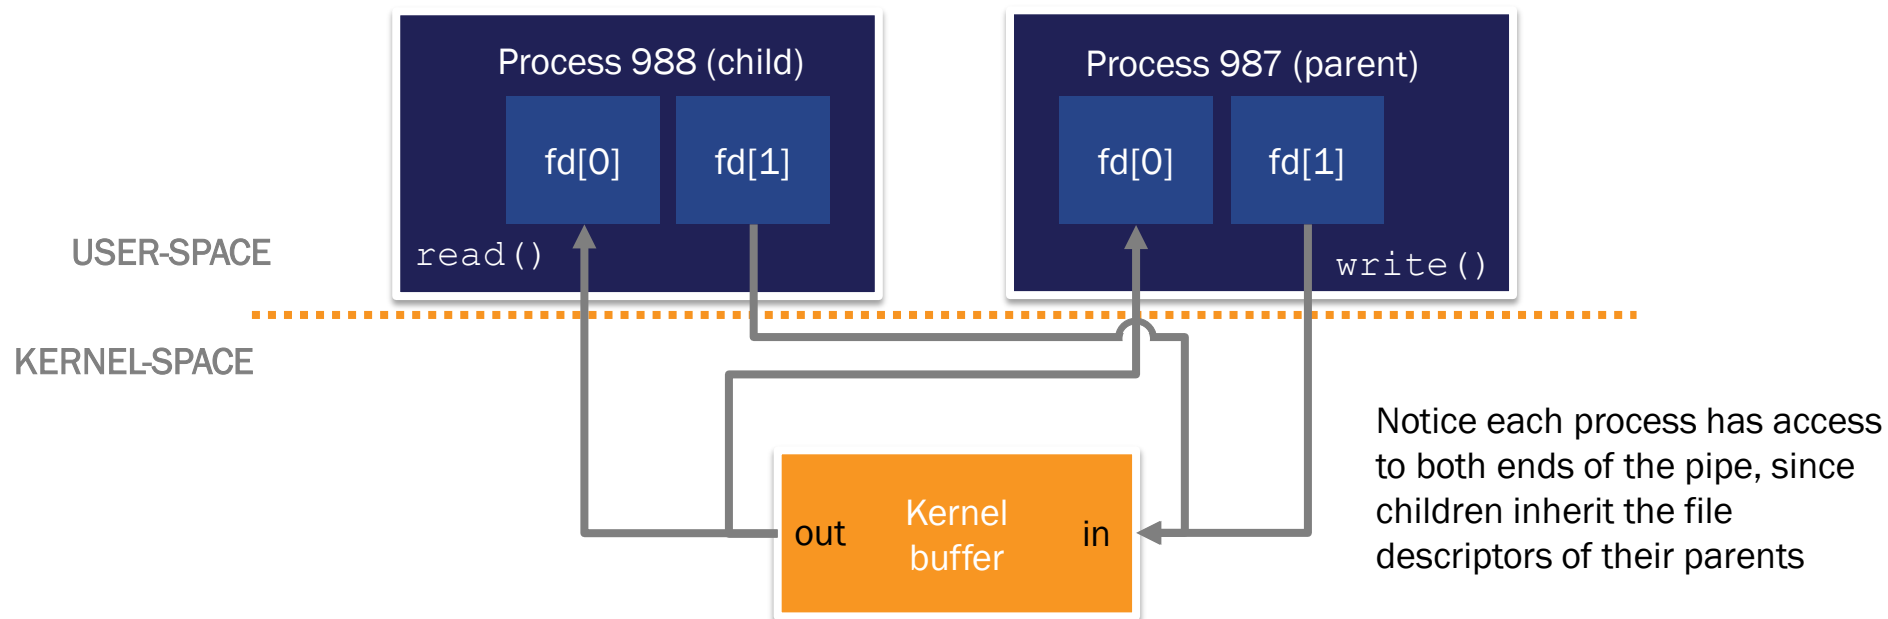 Process 988 (child)
Process 987 (parent)
fd[0]
fd[1]
fd[0]
fd[1]
read()
write()
USER-SPACE
KERNEL-SPACE
out
Kernel
buffer
in
Notice each process has access
to both ends of the pipe, since
children inherit the file
descriptors of their parents